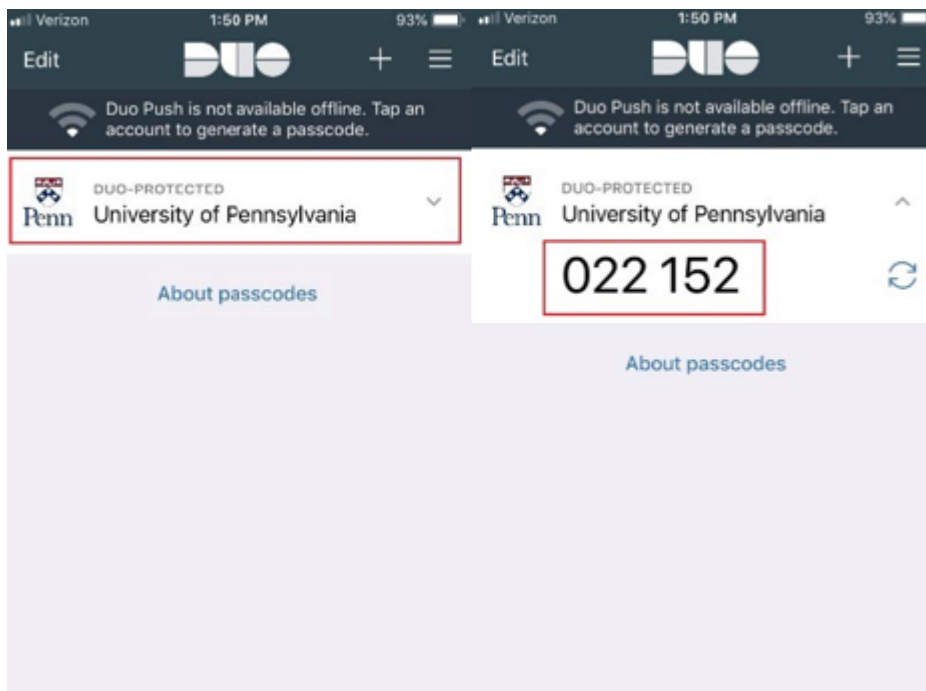 Verizon 1:50 PM 93%
Edit DUO
Duo Push is not available offline. Tap an
account to generate a passcode.
DUO-PROTECTED
Penn University of Pennsylvania
About passcodes
Verizon 1:50 PM 93%
Edit DUO
Duo Push is not available offline. Tap an
account to generate a passcode.
DUO-PROTECTED
Penn University of Pennsylvania
022 152
About passcodes